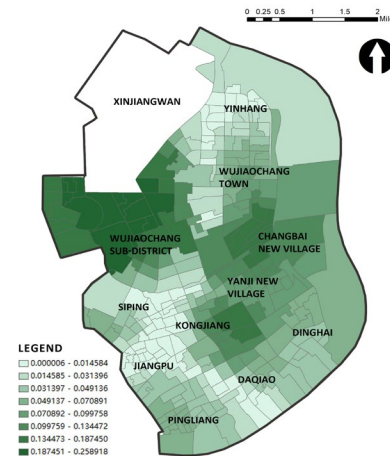 0 0.25 0.5 1 1.5 2
Mile
XINJIANGWAN
YINHANG
WUJIAOCHANG
TOWN
WUJIAOCHANG
SUB-DISTRICT
CHANGBAI
NEW VILLAGE
YANJI NEW
VILLAGE
SIPING
KONGJIANG
DINGHAI
JIANGPU
DAQIAO
PINGLIANG
LEGEND
0.000006 - 0.014584
0.014585 - 0.031396
0.031397 - 0.049136
0.049137 - 0.070891
0.070892 - 0.099758
0.099759 - 0.134472
0.134473 - 0.187450
0.187451 - 0.258918